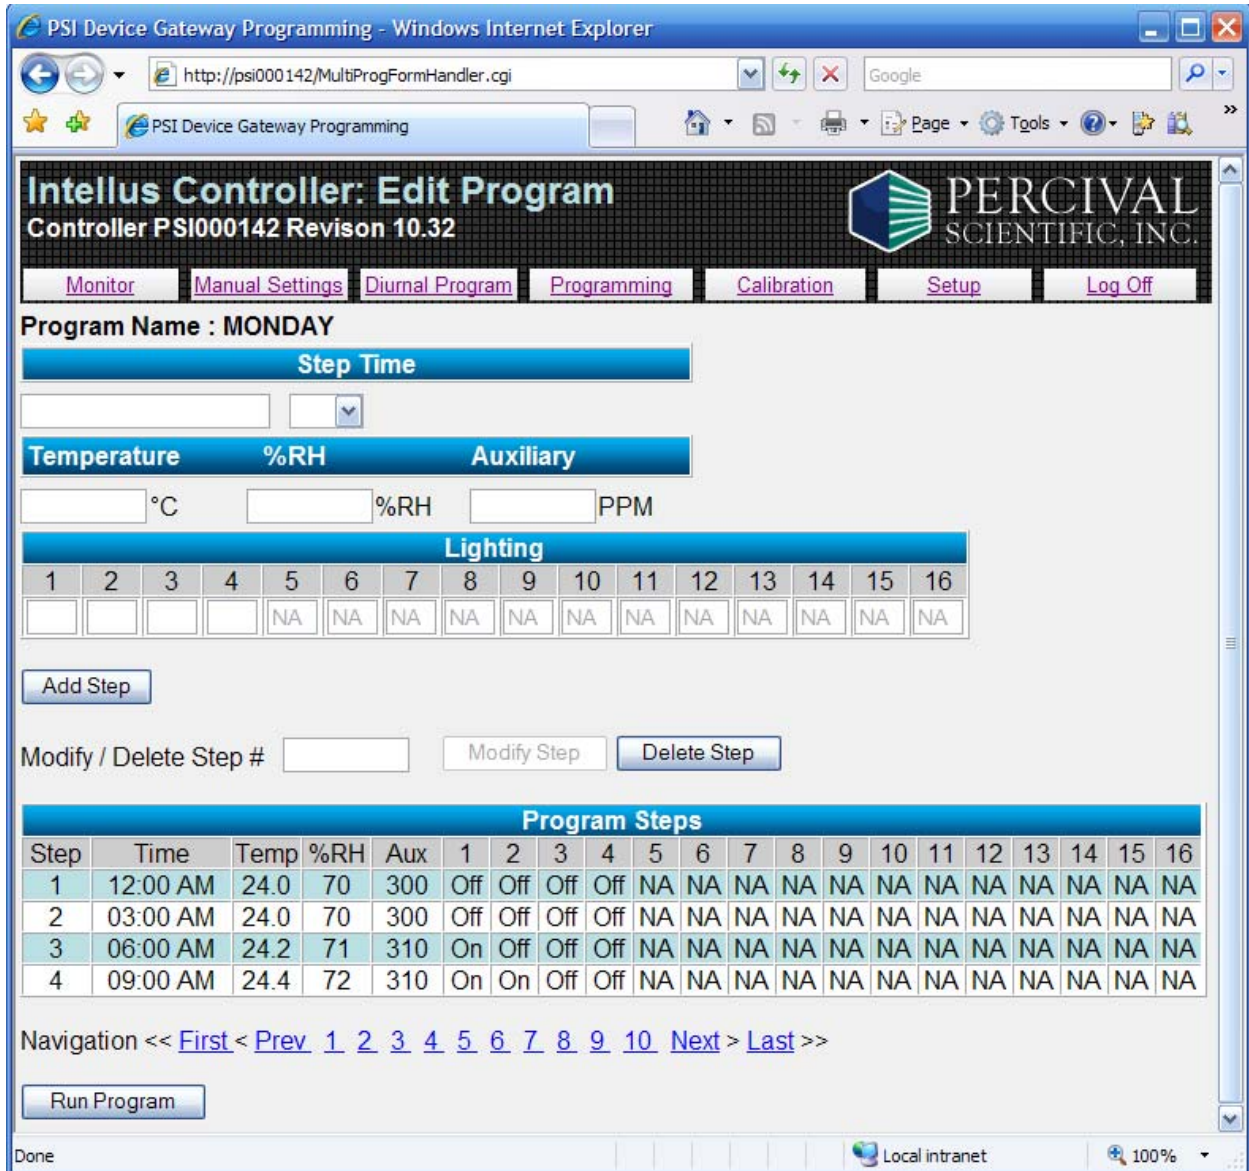 PSI Device Gateway Programming - Windows Internet Explorer
http://psi000142/MultiProgFormHandler.cgi
Google
PSI Device Gateway Programming
Page
Tools
»
Intellus Controller: Edit Program
Controller PSI000142 Revison 10.32
PERCIVAL
SCIENTIFIC, INC.
Monitor Manual Settings Diurnal Program Programming Calibration Setup Log Off
Program Name : MONDAY
Step Time
Temperature %RH Auxiliary
°C %RH PPM
Lighting
1 2 3 4 5 6 7 8 9 10 11 12 13 14 15 16
NA NA NA NA NA NA NA NA NA NA NA NA
Add Step
Modify / Delete Step # Modify Step Delete Step
Program Steps
Step Time Temp %RH Aux 1 2 3 4 5 6 7 8 9 10 11 12 13 14 15 16
1 12:00 AM 24.0 70 300 Off Off Off Off NA NA NA NA NA NA NA NA NA NA NA NA
2 03:00 AM 24.0 70 300 Off Off Off Off NA NA NA NA NA NA NA NA NA NA NA NA
3 06:00 AM 24.2 71 310 On Off Off Off NA NA NA NA NA NA NA NA NA NA NA NA
4 09:00 AM 24.4 72 310 On On Off Off NA NA NA NA NA NA NA NA NA NA NA NA
Navigation << First < Prev 1 2 3 4 5 6 7 8 9 10 Next > Last >>
Run Program
Done Local intranet 100%